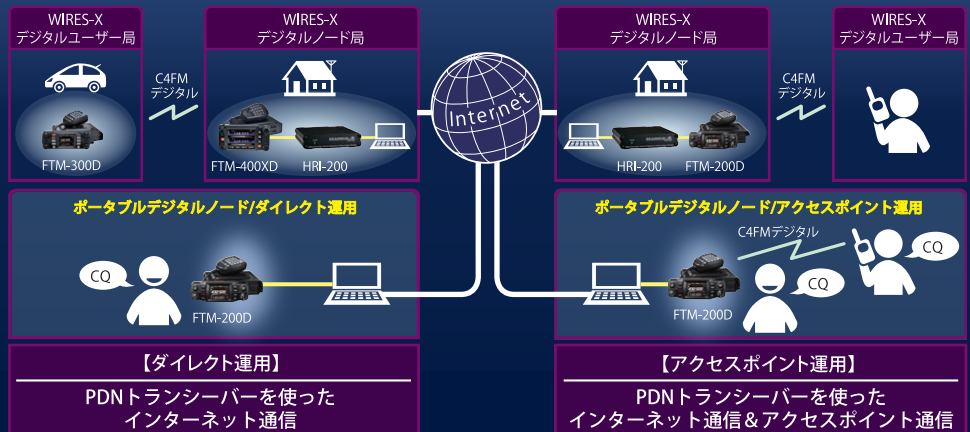 WIRES-X
デジタルユーザー局
WIRES-X
デジタルノード局
WIRES-X
デジタルノード局
WIRES-X
デジタルユーザー局
C4FM
デジタル
FTM-300D
FTM-400XD
HRI-200
Internet
HRI-200
FTM-200D
C4FM
デジタル
ポータブルデジタルノード/ダイレクト運用
CQ
FTM-200D
ポータブルデジタルノード/アクセスポイント運用
C4FMデジタル
CQ
CQ
FTM-200D
【ダイレクト運用】
PDNトランシーバーを使った
インターネット通信
【アクセスポイント運用】
PDNトランシーバーを使った
インターネット通信&アクセスポイント通信